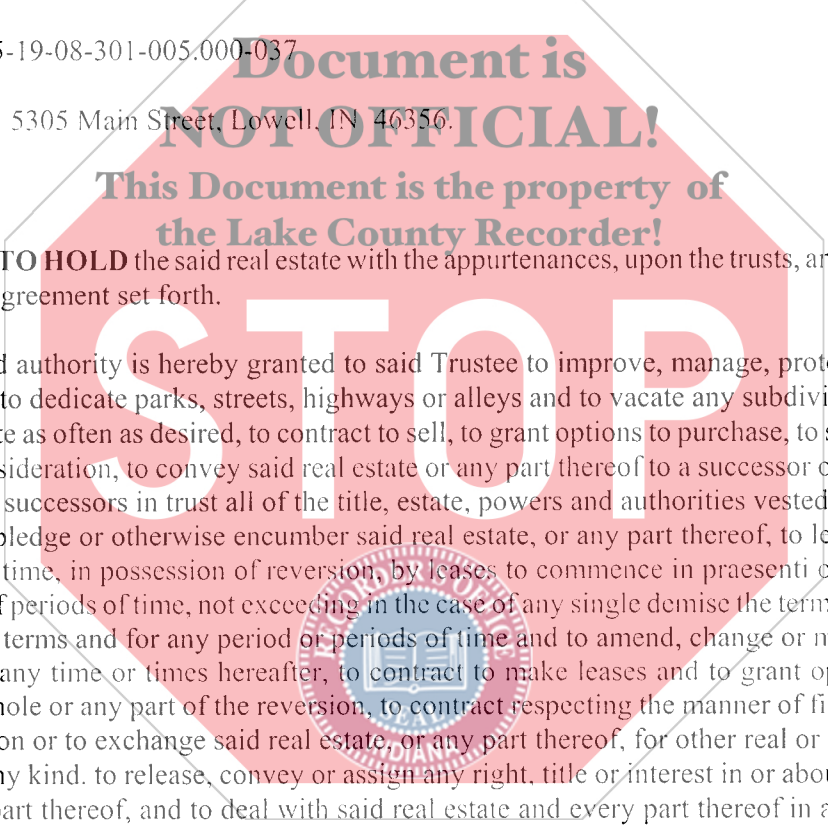 5-19-08-301-005.000-037
Document is
5305 Main Street, Lowell, IN 46356.
NOT OFFICIAL!
This Document is the property of
the Lake County Recorder!
TO HOLD the said real estate with the appurtenances, upon the trusts, an
greement set forth.
STOP
d authority is hereby granted to said Trustee to improve, manage, prote
to dedicate parks, streets, highways or alleys and to vacate any subdivi
te as often as desired, to contract to sell, to grant options to purchase, to s
sideration, to convey said real estate or any part thereof to a successor o
successors in trust all of the title, estate, powers and authorities vested
pledge or otherwise encumber said real estate, or any part thereof, to le
time, in possession of reversion, by leases to commence in praesenti o
f periods of time, not exceeding in the case of any single demise the term
terms and for any period or periods of time and to amend, change or m
any time or times hereafter, to contract to make leases and to grant op
hole or any part of the reversion, to contract respecting the manner of fi
on or to exchange said real estate, or any part thereof, for other real or
ny kind. to release, convey or assign any right, title or interest in or abou
part thereof, and to deal with said real estate and every part thereof in a
RECORDER'S OFFICE
SEAL
INDIANA